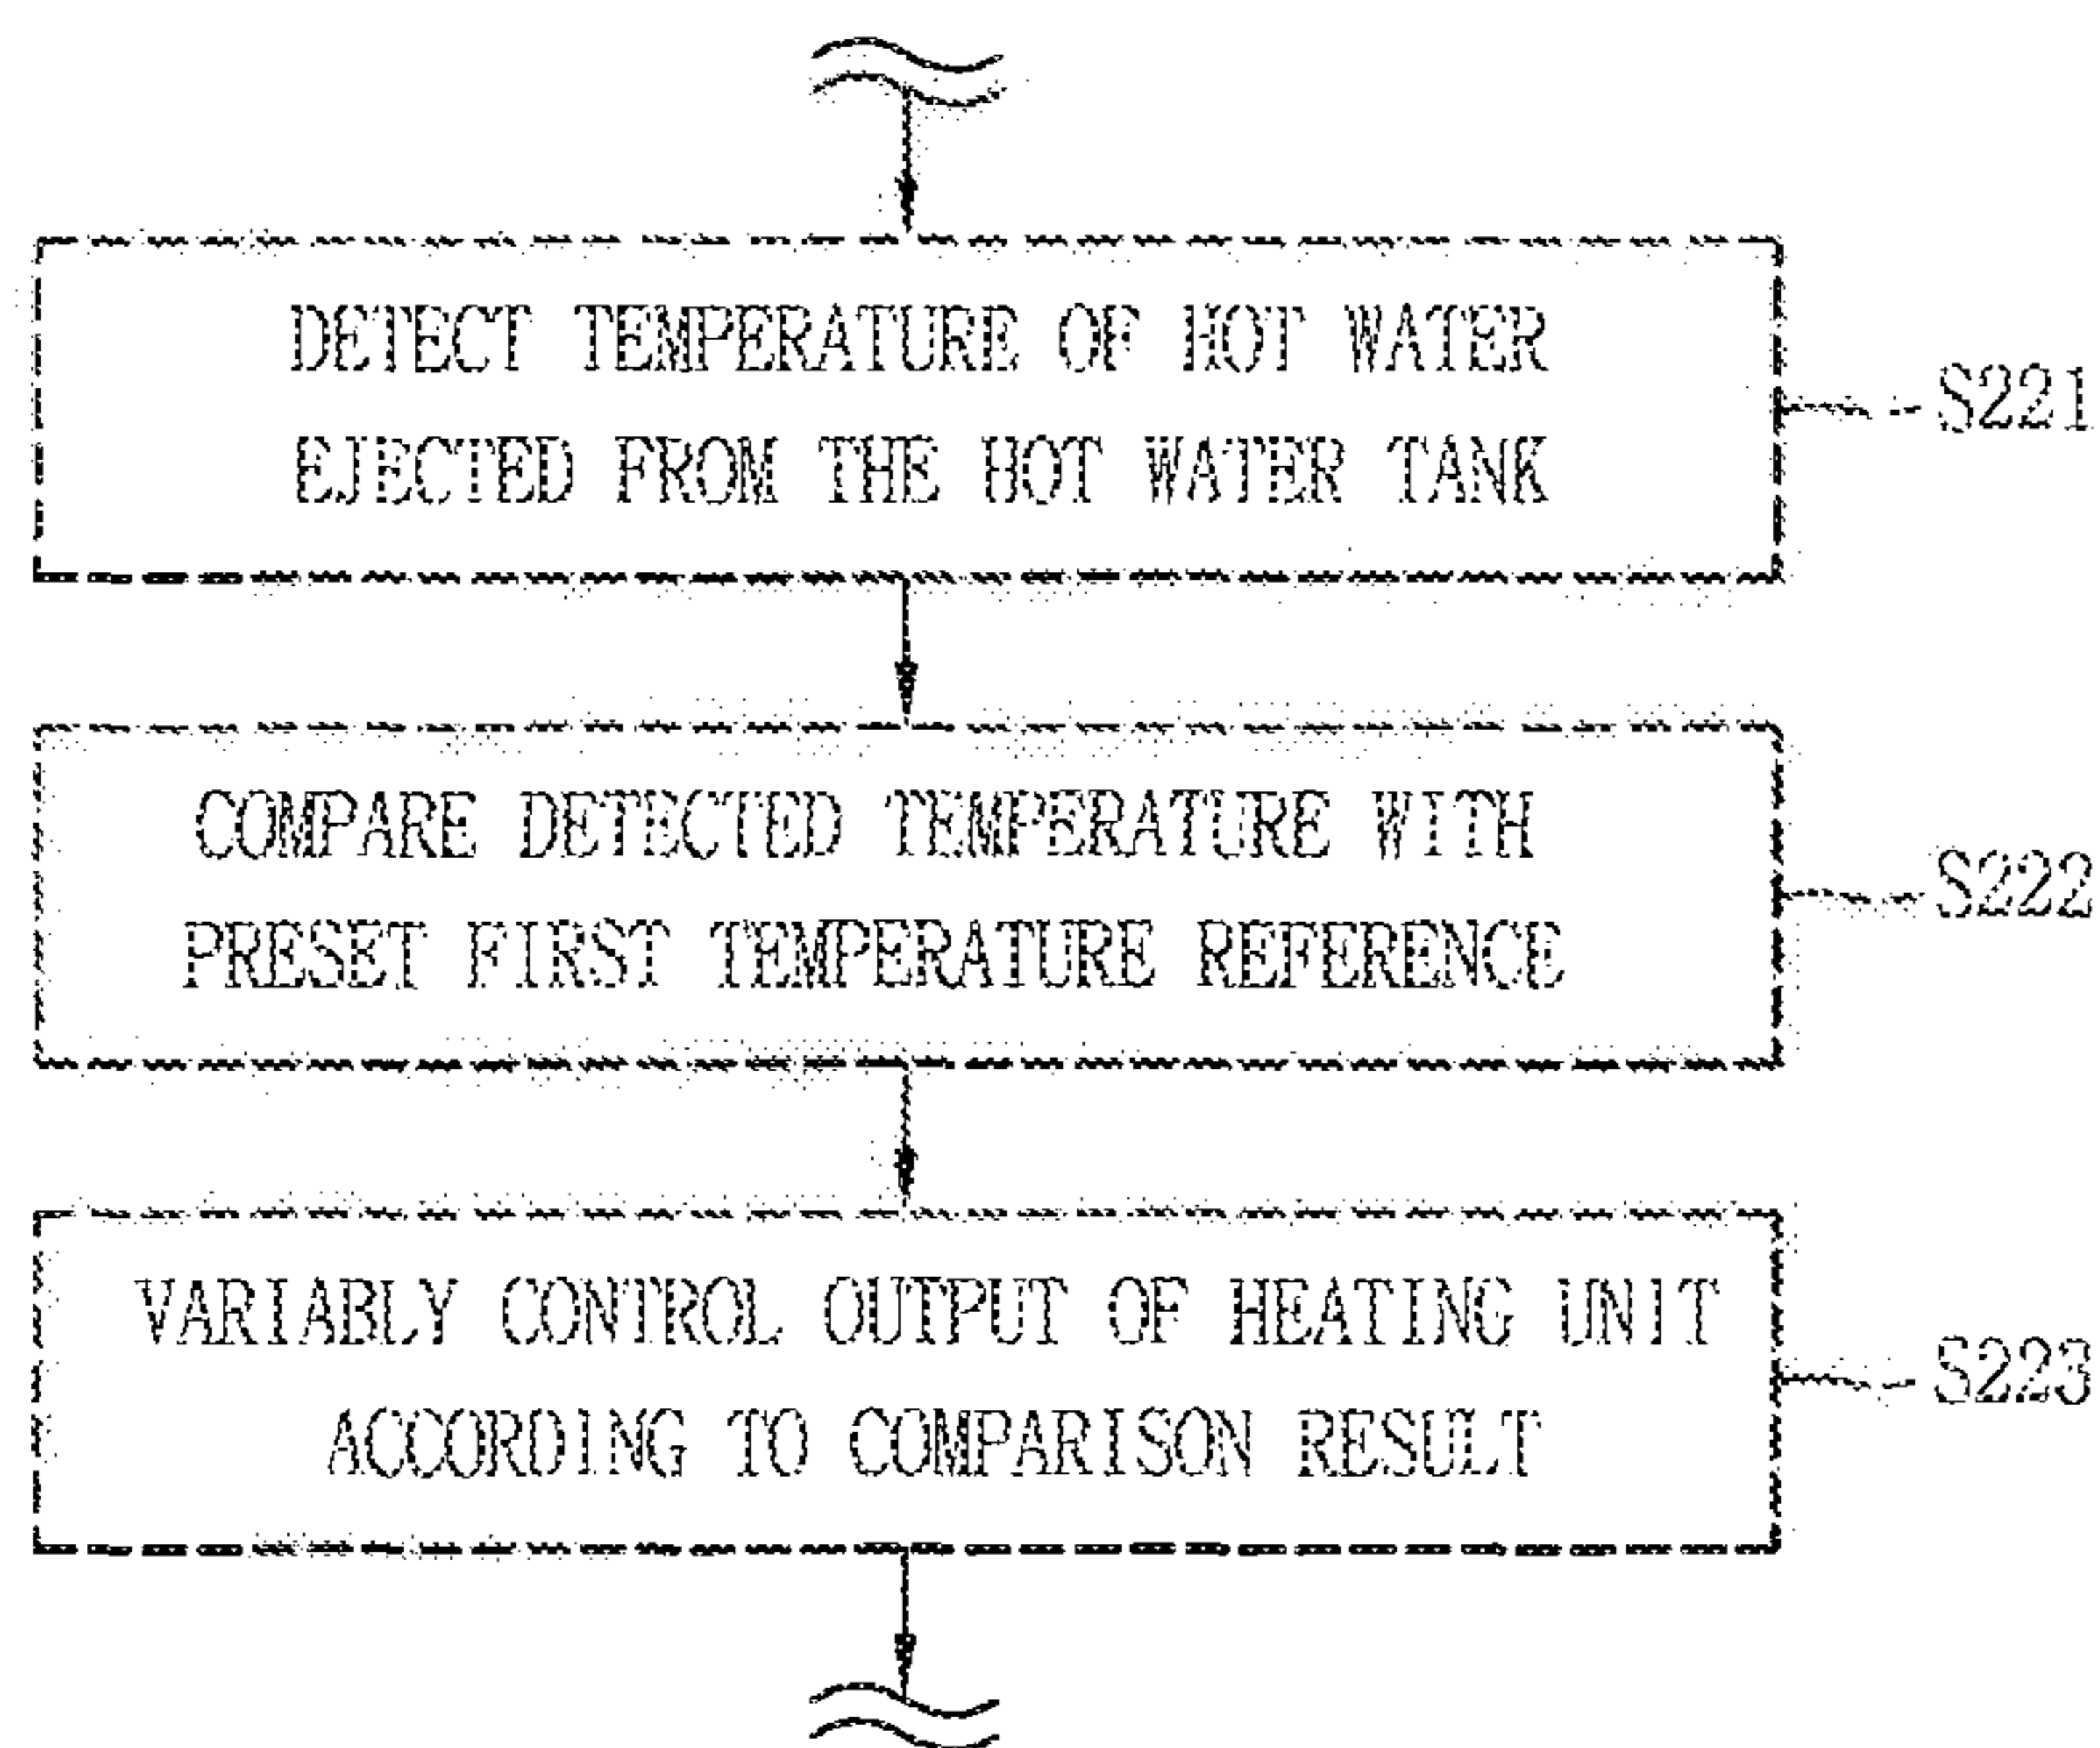 DETECT TEMPERATURE OF HOT WATER
EJECTED FROM THE HOT WATER TANK
S221
COMPARE DETECTED TEMPERATURE WITH
PRESET FIRST TEMPERATURE REFERENCE
S222
VARIABLY CONTROL OUTPUT OF HEATING UNIT
ACCORDING TO COMPARISON RESULT
S223